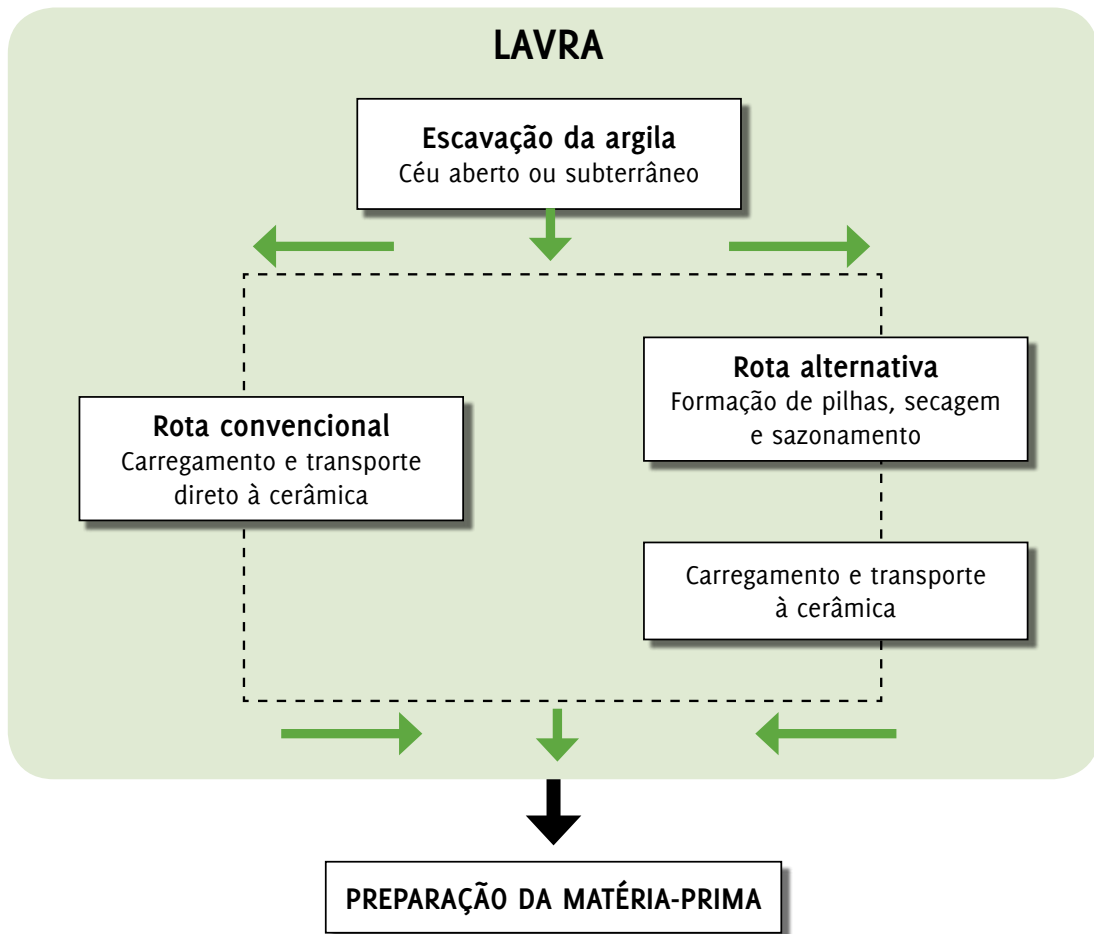 LAVRA
Escavação da argila
Céu aberto ou subterrâneo
Rota convencional
Carregamento e transporte
direto à cerâmica
Rota alternativa
Formação de pilhas, secagem
e sazonamento
Carregamento e transporte
à cerâmica
PREPARAÇÃO DA MATÉRIA-PRIMA